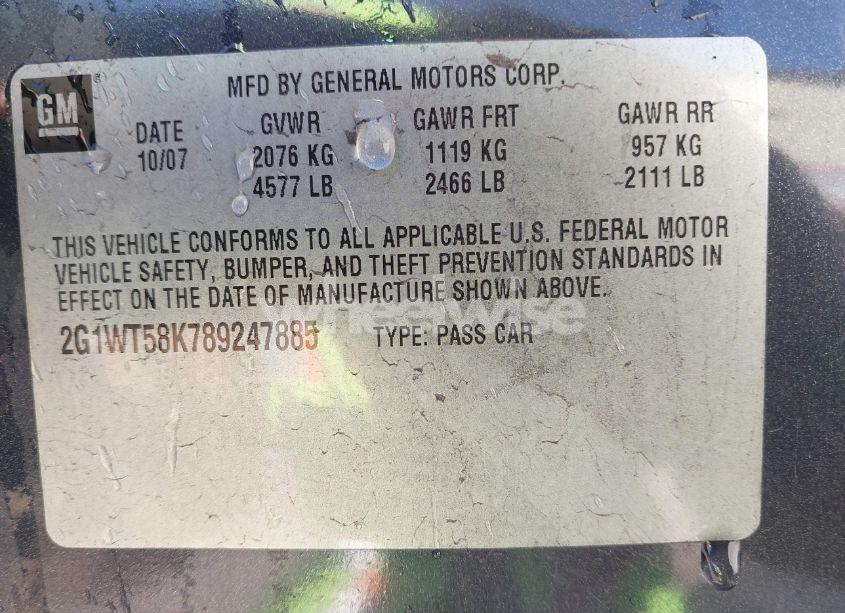 GM
MFD BY GENERAL MOTORS CORP.
DATE GVWR GAWR FRT GAWR RR
10/07 2076 KG 1119 KG 957 KG
4577 LB 2466 LB 2111 LB
THIS VEHICLE CONFORMS TO ALL APPLICABLE U.S. FEDERAL MOTOR
VEHICLE SAFETY, BUMPER, AND THEFT PREVENTION STANDARDS IN
EFFECT ON THE DATE OF MANUFACTURE SHOWN ABOVE.
Wheelwise
2G1WT58K789247885 TYPE: PASS CAR